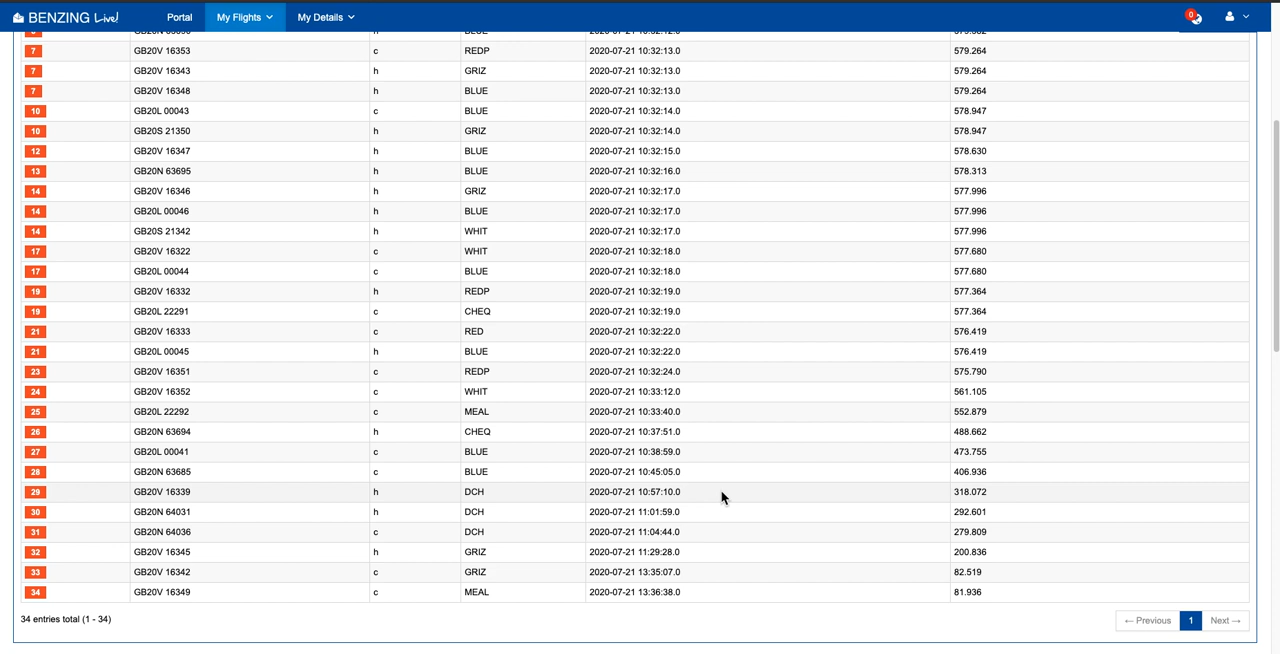 BENZING Live! Portal My Flights My Details 0
7 GB20V 16353 c REDP 2020-07-21 10:32:13.0 579.264
7 GB20V 16343 h GRIZ 2020-07-21 10:32:13.0 579.264
7 GB20V 16348 h BLUE 2020-07-21 10:32:13.0 579.264
10 GB20L 00043 c BLUE 2020-07-21 10:32:14.0 578.947
10 GB20S 21350 h GRIZ 2020-07-21 10:32:14.0 578.947
12 GB20V 16347 h BLUE 2020-07-21 10:32:15.0 578.630
13 GB20N 63695 h BLUE 2020-07-21 10:32:16.0 578.313
14 GB20V 16346 h GRIZ 2020-07-21 10:32:17.0 577.996
14 GB20L 00046 h BLUE 2020-07-21 10:32:17.0 577.996
14 GB20S 21342 h WHIT 2020-07-21 10:32:17.0 577.996
17 GB20V 16322 c WHIT 2020-07-21 10:32:18.0 577.680
17 GB20L 00044 c BLUE 2020-07-21 10:32:18.0 577.680
19 GB20V 16332 h REDP 2020-07-21 10:32:19.0 577.364
19 GB20L 22291 c CHEQ 2020-07-21 10:32:19.0 577.364
21 GB20V 16333 c RED 2020-07-21 10:32:22.0 576.419
21 GB20L 00045 h BLUE 2020-07-21 10:32:22.0 576.419
23 GB20V 16351 c REDP 2020-07-21 10:32:24.0 575.790
24 GB20V 16352 c WHIT 2020-07-21 10:33:12.0 561.105
25 GB20L 22292 c MEAL 2020-07-21 10:33:40.0 552.879
26 GB20N 63694 h CHEQ 2020-07-21 10:37:51.0 488.662
27 GB20L 00041 c BLUE 2020-07-21 10:38:59.0 473.755
28 GB20N 63685 c BLUE 2020-07-21 10:45:05.0 406.936
29 GB20V 16339 h DCH 2020-07-21 10:57:10.0 318.072
30 GB20N 64031 h DCH 2020-07-21 11:01:59.0 292.601
31 GB20N 64036 c DCH 2020-07-21 11:04:44.0 279.809
32 GB20V 16345 h GRIZ 2020-07-21 11:29:28.0 200.836
33 GB20V 16342 c GRIZ 2020-07-21 13:35:07.0 82.519
34 GB20V 16349 c MEAL 2020-07-21 13:36:38.0 81.936
34 entries total (1 - 34) ← Previous 1 Next →